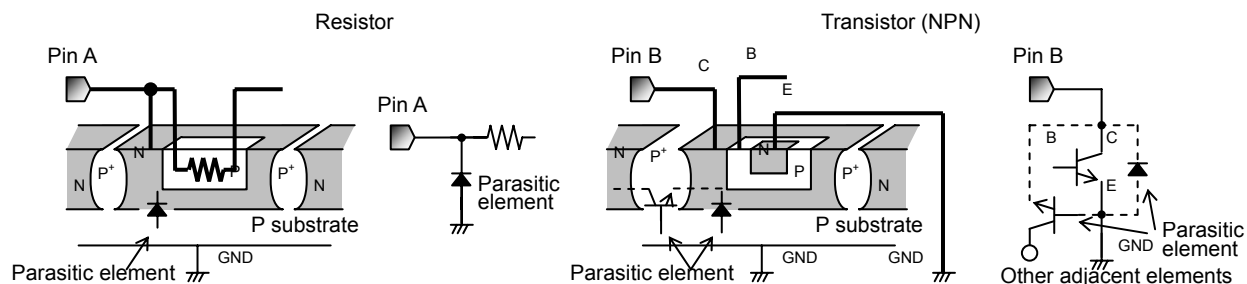 Resistor
Transistor (NPN)
Pin A
Pin B
C
B
E
Pin B
Pin A
N
P+
P
P+
N
N
Parasitic
element
P substrate
GND
Parasitic element
N
P+
N
P
P+
N
N
P substrate
GND
GND
Parasitic element
B
C
E
Parasitic
element
GND
Other adjacent elements